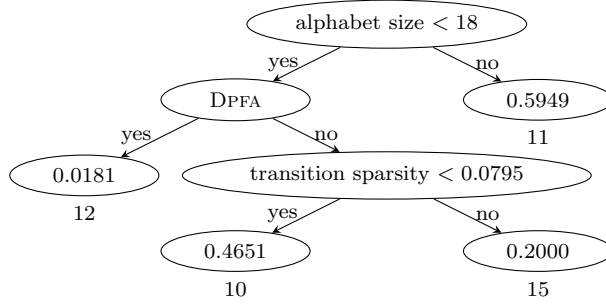 alphabet size < 18
yes
no
DPFA
0.5949
11
yes
no
0.0181
12
transition sparsity < 0.0795
yes
no
0.4651
0.2000
10
15